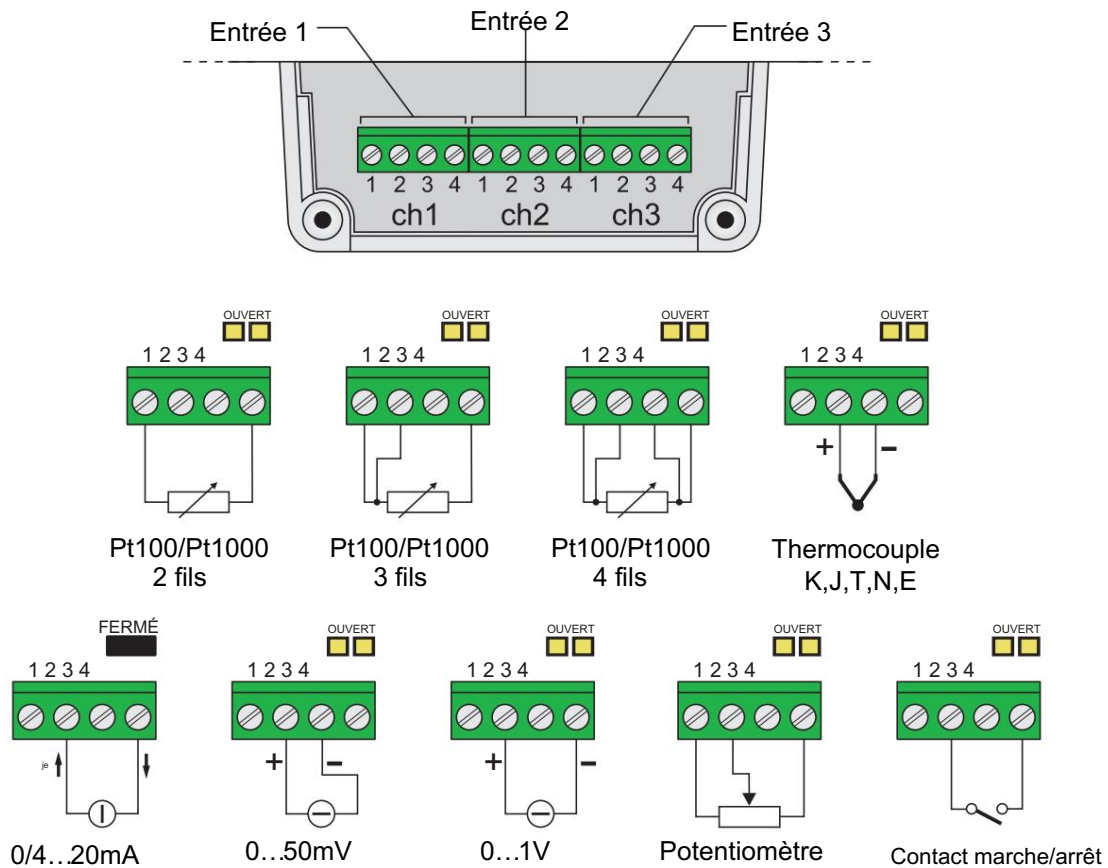 Entrée 1
Entrée 2
Entrée 3
1 2 3 4 1 2 3 4 1 2 3 4
ch1 ch2 ch3
OUVERT OUVERT OUVERT OUVERT
1 2 3 4 1 2 3 4 1 2 3 4 1 2 3 4
+ −
Pt100/Pt1000 Pt100/Pt1000 Pt100/Pt1000 Thermocouple
2 fils 3 fils 4 fils K,J,T,N,E
FERMÉ OUVERT OUVERT OUVERT OUVERT
1 2 3 4 1 2 3 4 1 2 3 4 1 2 3 4 1 2 3 4
je + − + −
0/4…20mA 0…50mV 0…1V Potentiomètre Contact marche/arrêt